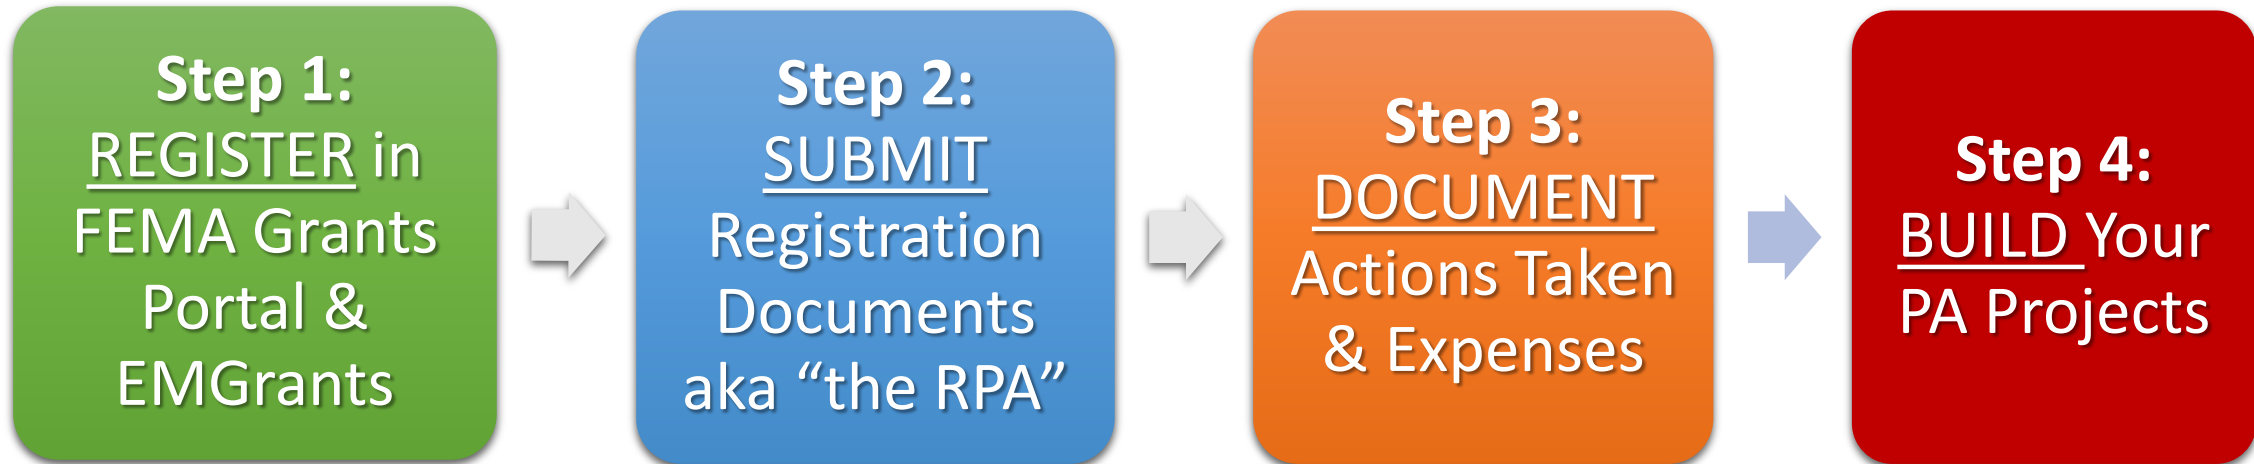 Step 1:
REGISTER in
FEMA Grants
Portal &
EMGrants
Step 2:
SUBMIT
Registration
Documents
aka “the RPA”
Step 3:
DOCUMENT
Actions Taken
& Expenses
Step 4:
BUILD Your
PA Projects